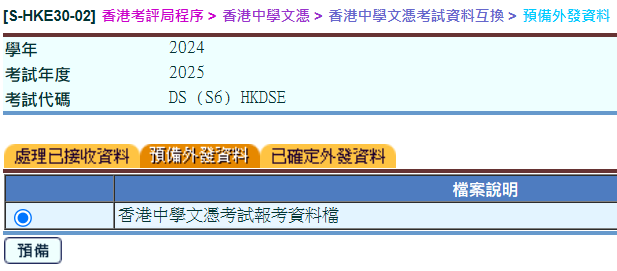 [S-HKE30-02] 香港考評局程序 > 香港中學文憑 > 香港中學文憑考試資料互換 > 預備外發資料
學年 2024
考試年度 2025
考試代碼 DS (S6) HKDSE
處理已接收資料 預備外發資料 已確定外發資料
檔案說明
香港中學文憑考試報考資料檔
預備